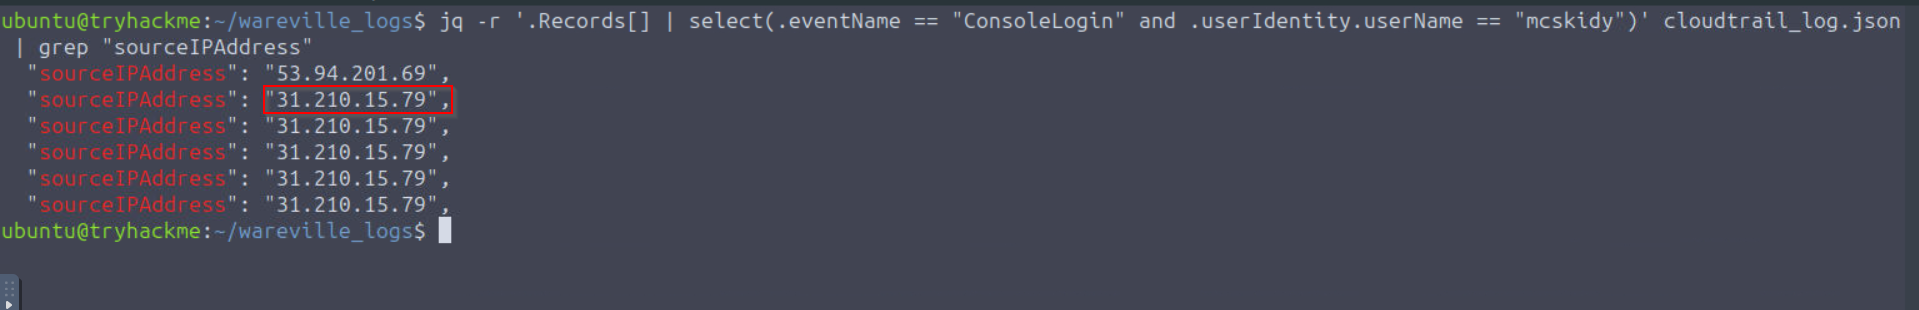 ubuntu@tryhackme:~/wareville_logs$ jq -r '.Records[] | select(.eventName == "ConsoleLogin" and .userIdentity.userName == "mcskidy")' cloudtrail_log.json
 | grep "sourceIPAddress"
  "sourceIPAddress": "53.94.201.69",
  "sourceIPAddress": "31.210.15.79",
  "sourceIPAddress": "31.210.15.79",
  "sourceIPAddress": "31.210.15.79",
  "sourceIPAddress": "31.210.15.79",
  "sourceIPAddress": "31.210.15.79",
ubuntu@tryhackme:~/wareville_logs$